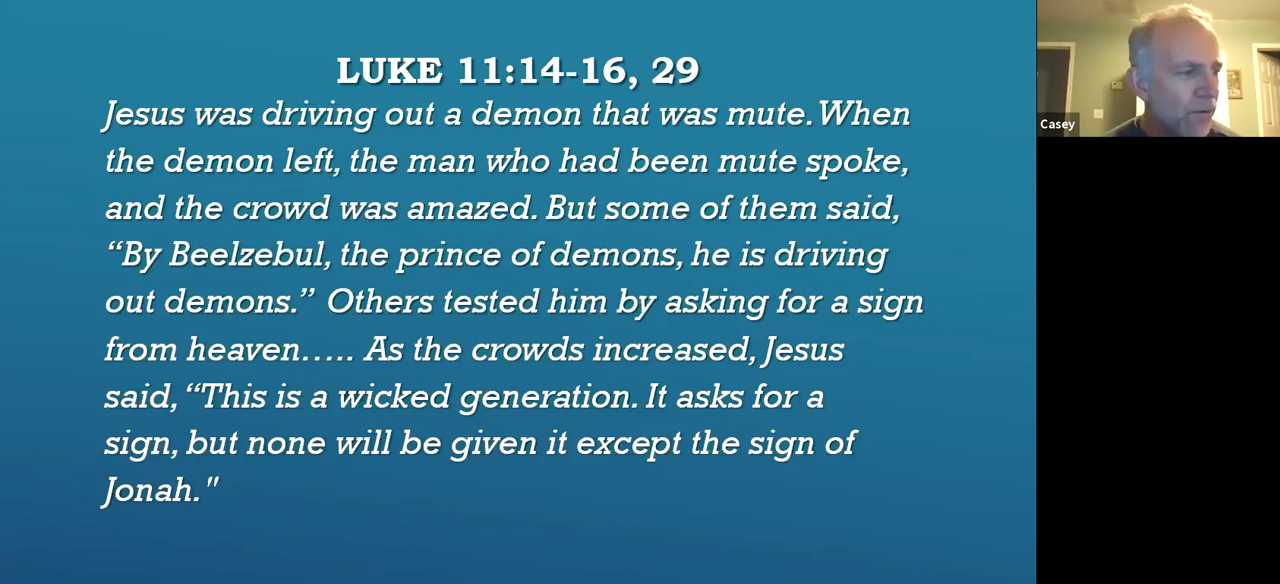 LUKE 11:14-16, 29
Jesus was driving out a demon that was mute. When
the demon left, the man who had been mute spoke,
and the crowd was amazed. But some of them said,
“By Beelzebul, the prince of demons, he is driving
out demons.” Others tested him by asking for a sign
from heaven..... As the crowds increased, Jesus
said, “This is a wicked generation. It asks for a
sign, but none will be given it except the sign of
Jonah."
Casey